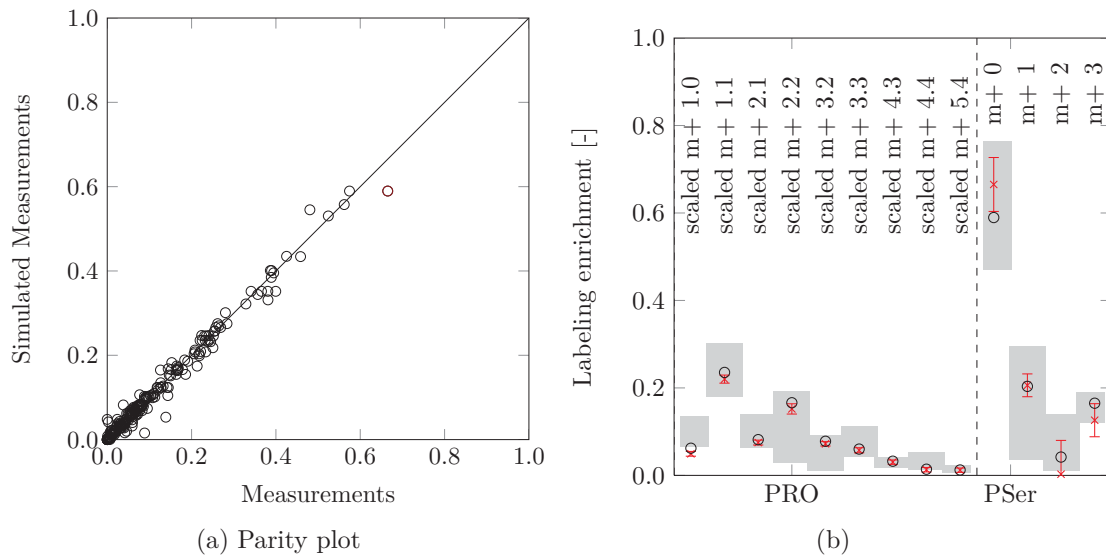 1.0
0.8
0.6
0.4
0.2
0.0
0.0 0.2 0.4 0.6 0.8 1.0
Simulated Measurements
Measurements
(a) Parity plot
1.0
0.8
0.6
0.4
0.2
0.0
Labeling enrichment [-]
scaled m+ 1.0
scaled m+ 1.1
scaled m+ 2.1
scaled m+ 2.2
scaled m+ 3.2
scaled m+ 3.3
scaled m+ 4.3
scaled m+ 4.4
scaled m+ 5.4
m+ 0
m+ 1
m+ 2
m+ 3
PRO PSer
(b)